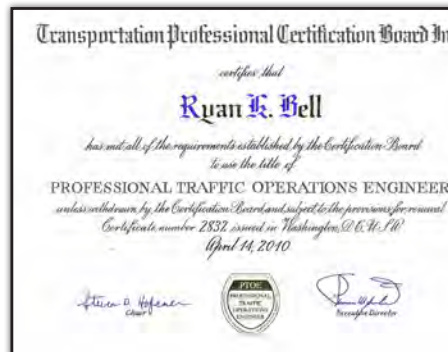 Transportation Professional Certification Board In
certifies that
Ryan K. Bell
has met all of the requirements established by the Certification Board
to use the title of
PROFESSIONAL TRAFFIC OPERATIONS ENGINEER
unless withdrawn by the Certification Board and subject to the provisions for renewal
Certificate number 2837 issued in Washington, D.C. USA
April 14, 2010
Chair
PTOE
PROFESSIONAL
TRAFFIC
OPERATIONS
ENGINEER
Executive Director